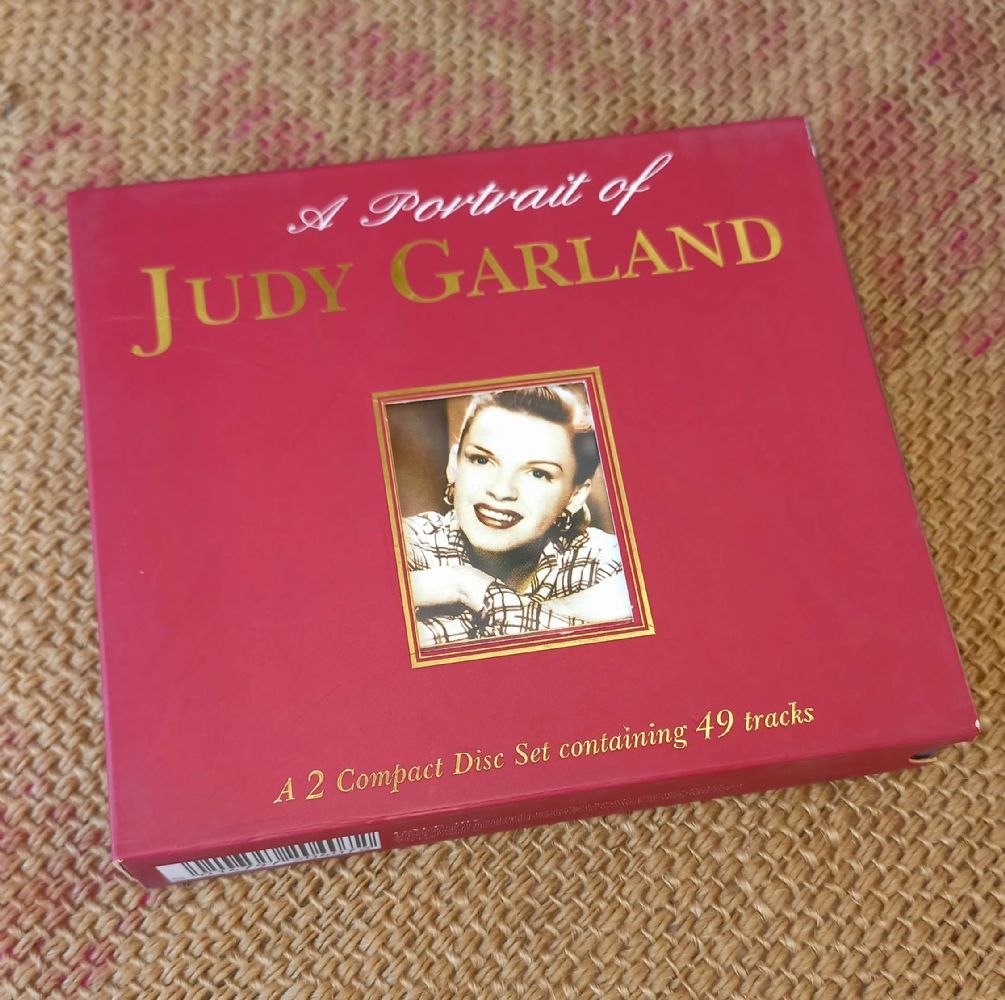 A Portrait of
JUDY GARLAND
A 2 Compact Disc Set containing 49 tracks